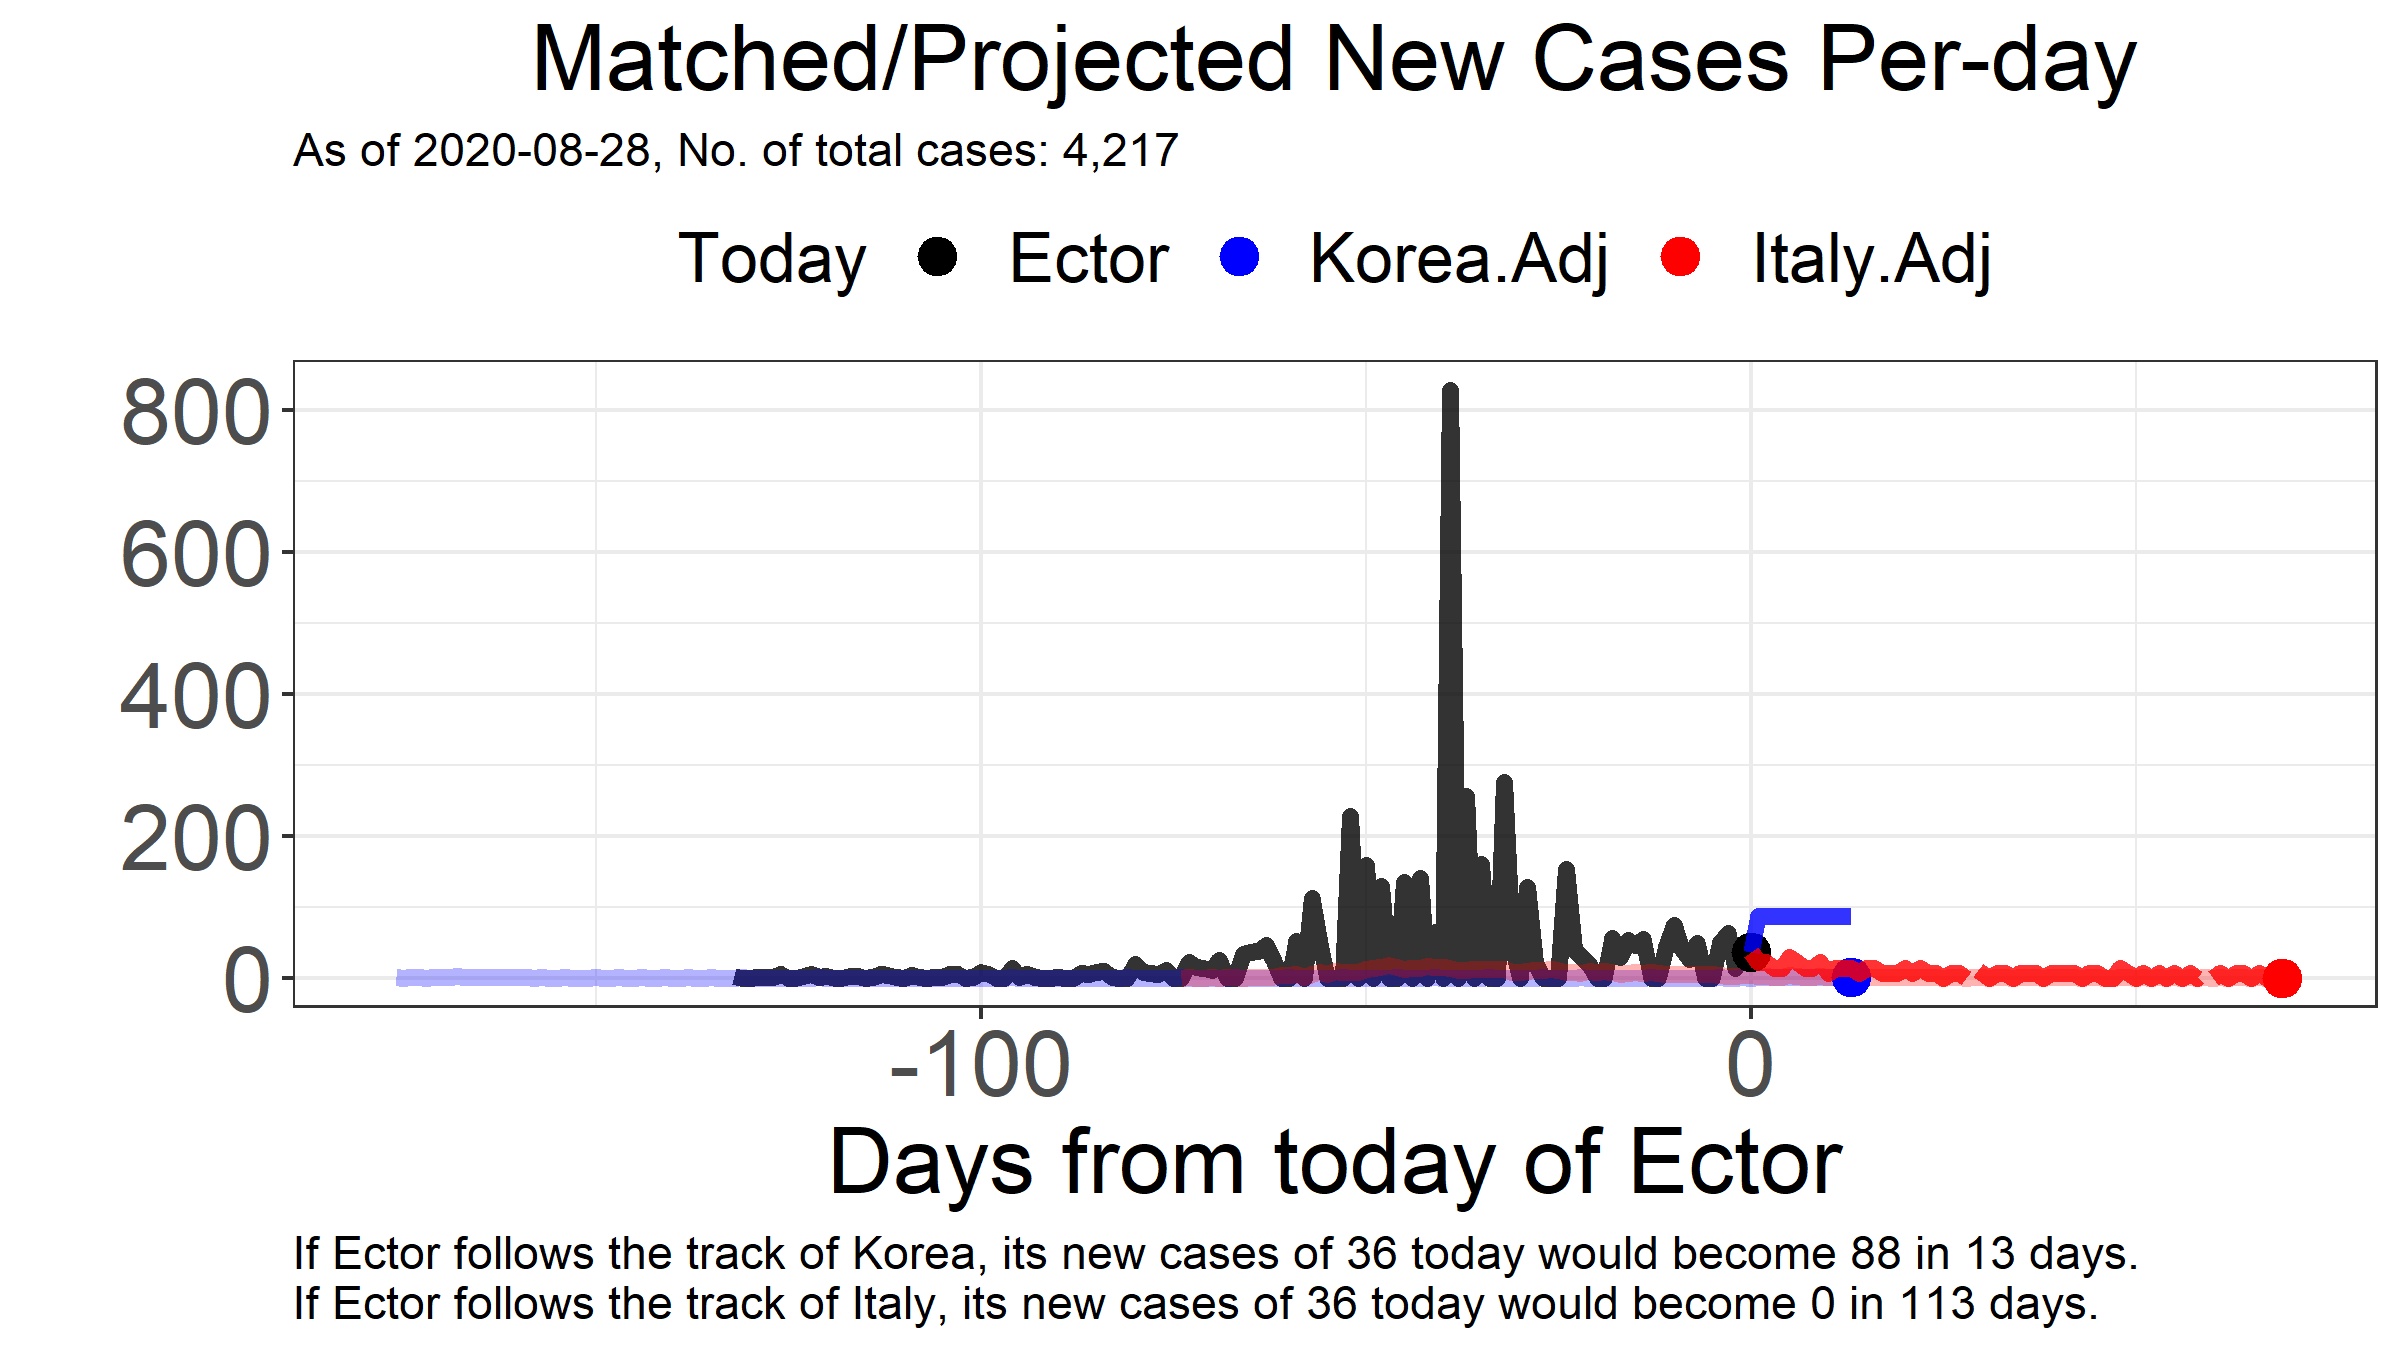 Matched/Projected New Cases Per-day
As of 2020-08-28, No. of total cases: 4,217
Today Ector Korea.Adj Italy.Adj
800
600
400
200
0
-100 0
Days from today of Ector
If Ector follows the track of Korea, its new cases of 36 today would become 88 in 13 days.
If Ector follows the track of Italy, its new cases of 36 today would become 0 in 113 days.